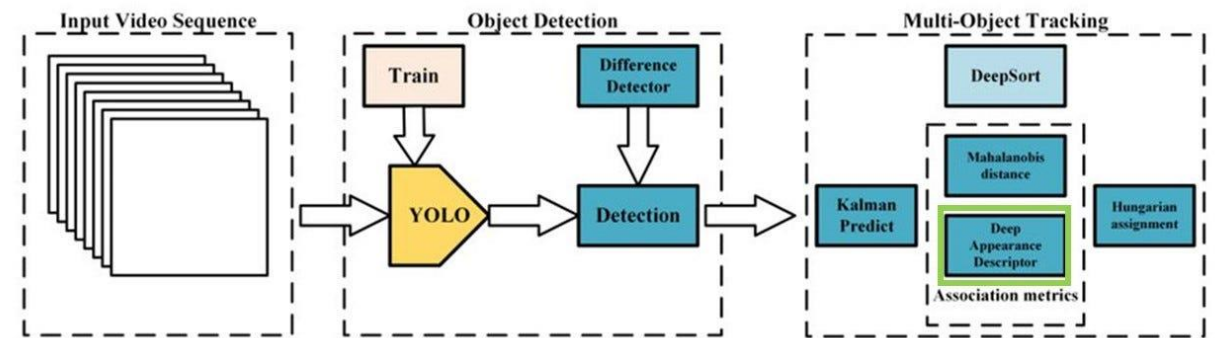 Input Video Sequence
Object Detection
Multi-Object Tracking
Train
Difference
Detector
YOLO
Detection
DeepSort
Mahalanobis
distance
Kalman
Predict
Deep
Appearance
Descriptor
Hungarian
assignment
Association metrics